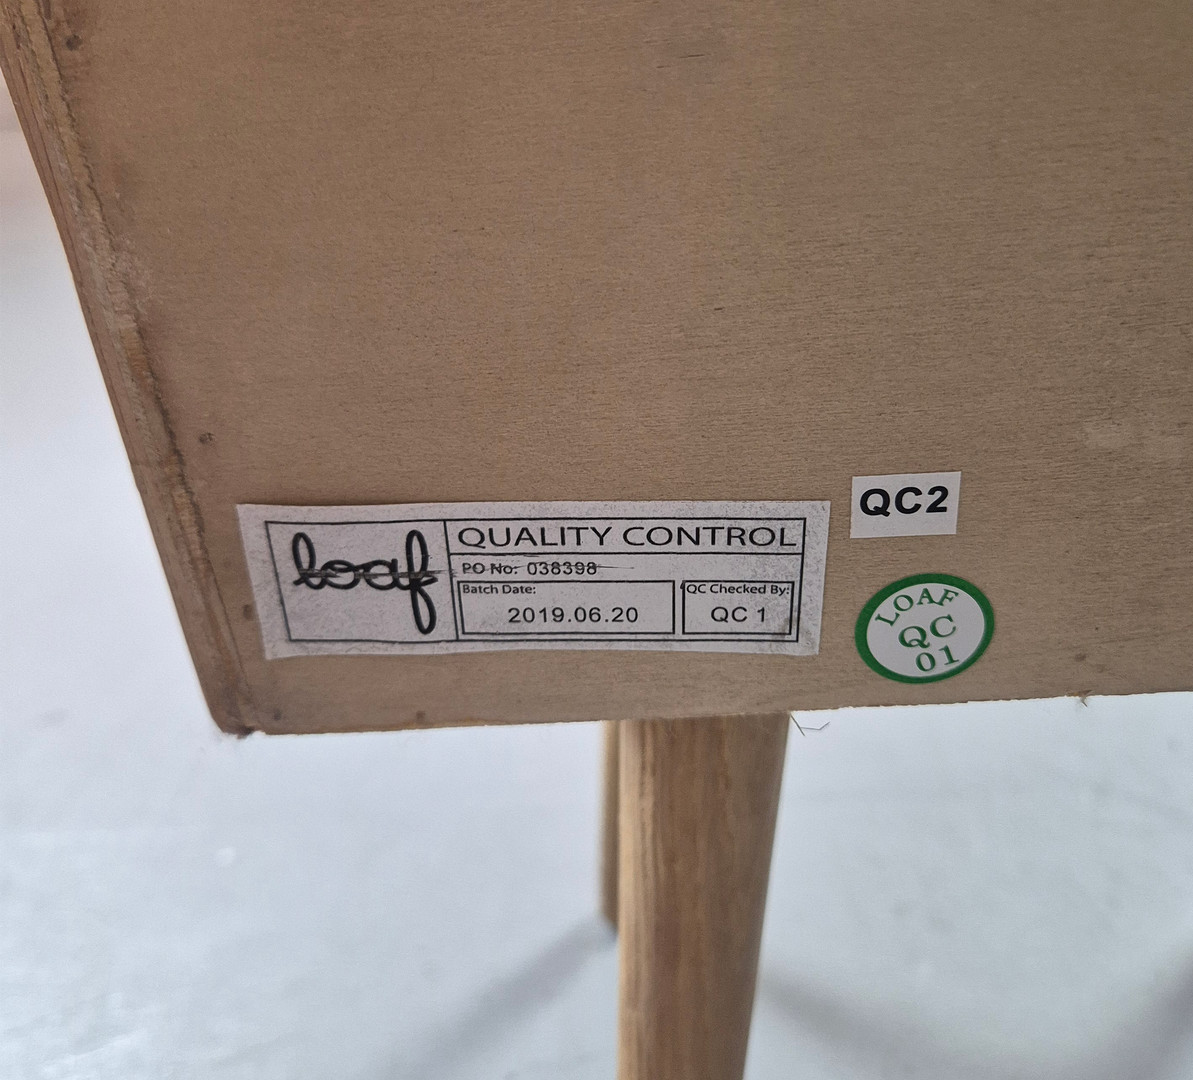 loaf
QUALITY CONTROL
PO No: 038398
Batch Date:
2019.06.20
QC Checked By:
QC 1
QC2
LOAF
QC
01